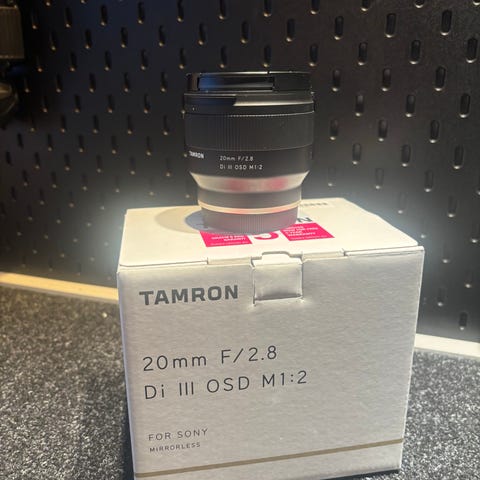 TAMRON
20mm F/2.8
Di III OSD M1:2
WARRANTY
TAMRON
20mm F/2.8
Di III OSD M1:2
FOR SONY
MIRRORLESS